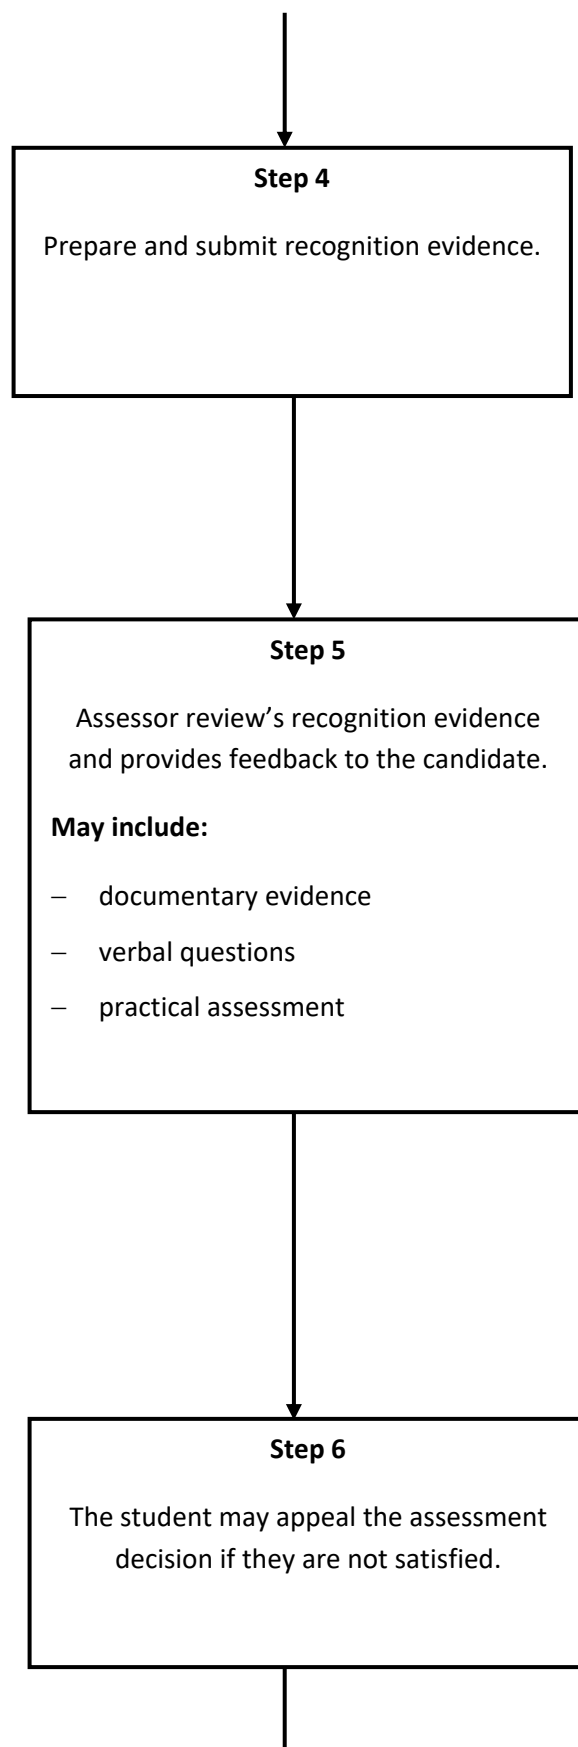 Step 4
Prepare and submit recognition evidence.
Step 5
Assessor review’s recognition evidence
and provides feedback to the candidate.
May include:
– documentary evidence
– verbal questions
– practical assessment
Step 6
The student may appeal the assessment
decision if they are not satisfied.